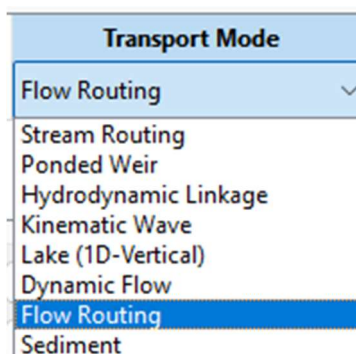 Transport Mode
Flow Routing
Stream Routing
Ponded Weir
Hydrodynamic Linkage
Kinematic Wave
Lake (1D-Vertical)
Dynamic Flow
Flow Routing
Sediment